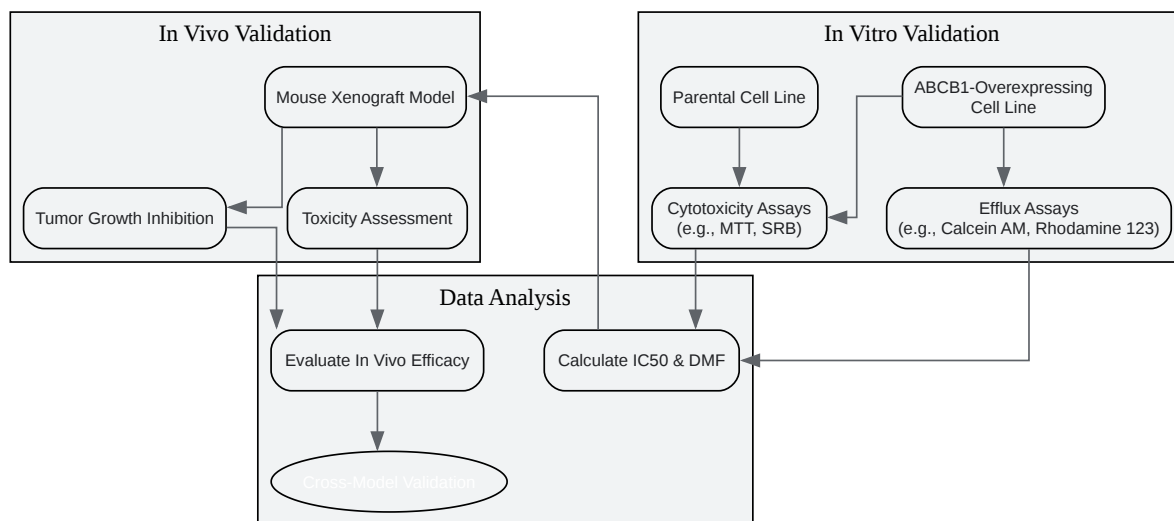 In Vivo Validation
Mouse Xenograft Model
Tumor Growth Inhibition
Toxicity Assessment
In Vitro Validation
Parental Cell Line
ABCB1-Overexpressing
Cell Line
Cytotoxicity Assays
(e.g., MTT, SRB)
Efflux Assays
(e.g., Calcein AM, Rhodamine 123)
Data Analysis
Evaluate In Vivo Efficacy
Calculate IC50 & DMF
Cross-Model Validation